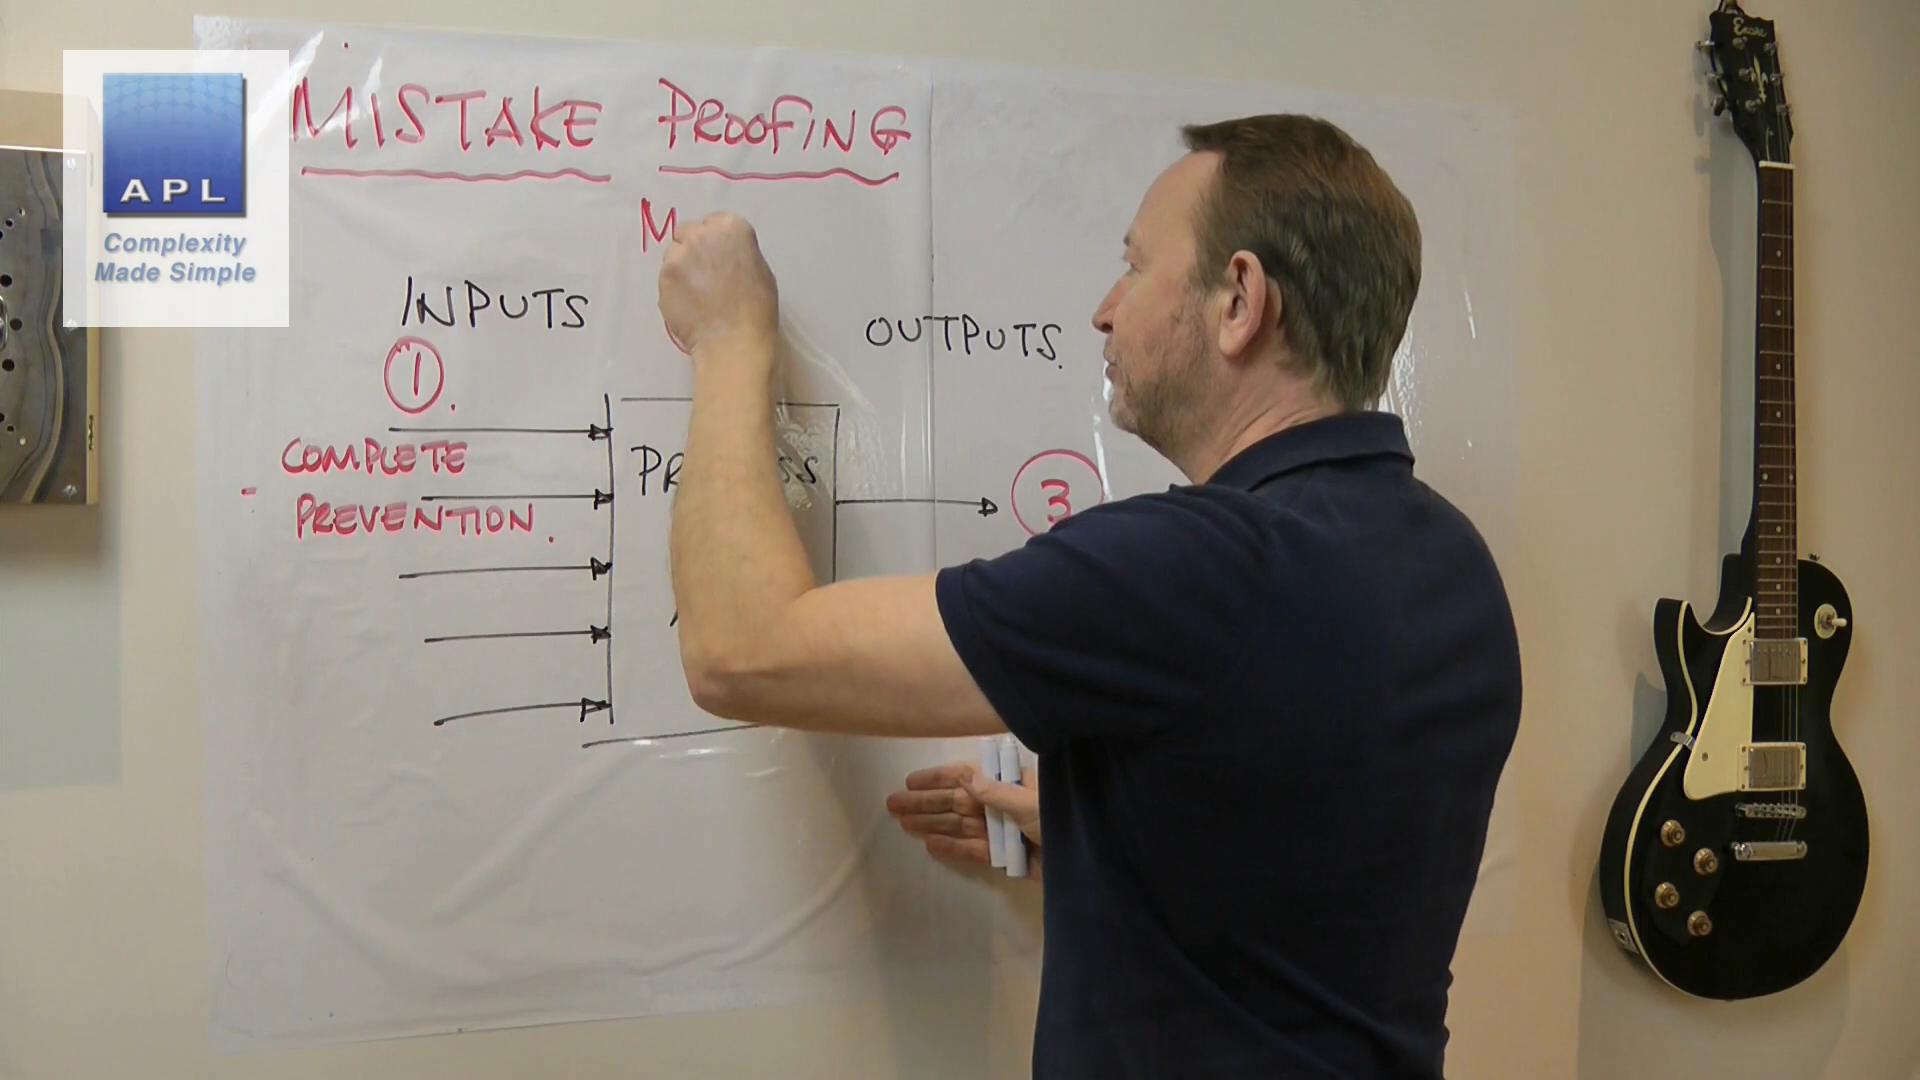 MISTAKE PROOFING
APL
Complexity
Made Simple
M
INPUTS
OUTPUTS.
1.
COMPLETE
- PREVENTION.
3